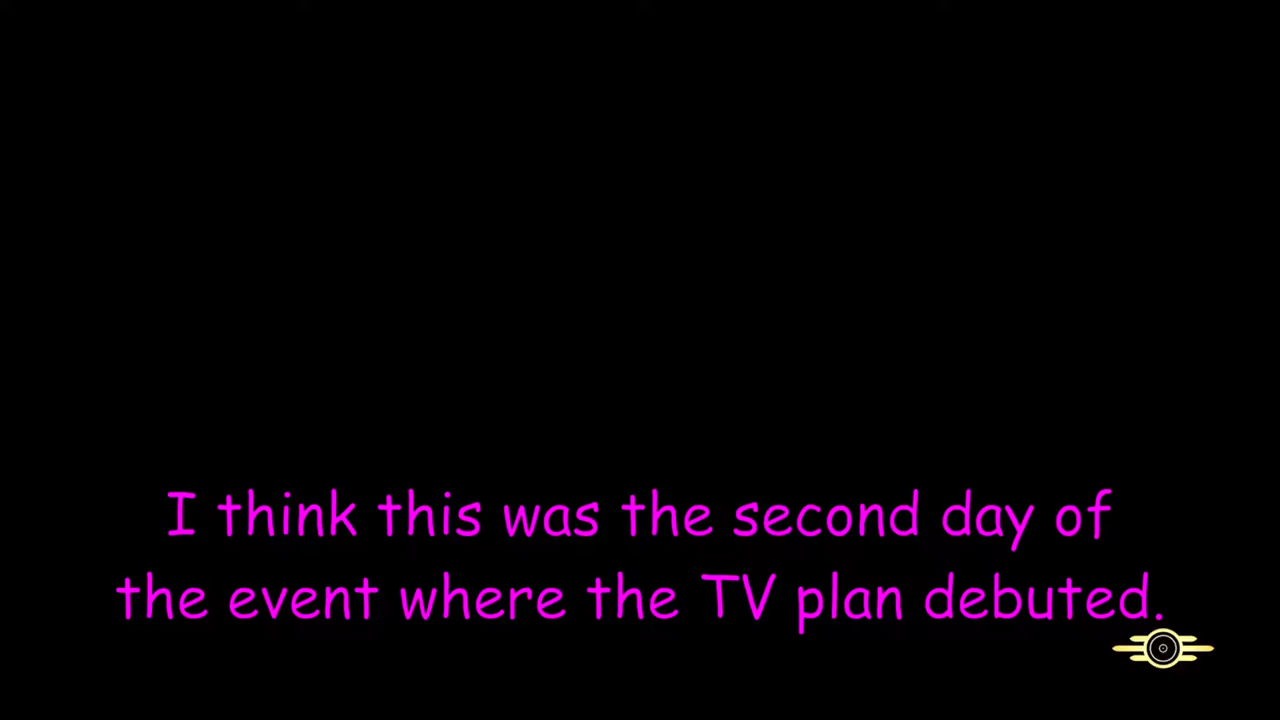 I think this was the second day of
the event where the TV plan debuted.